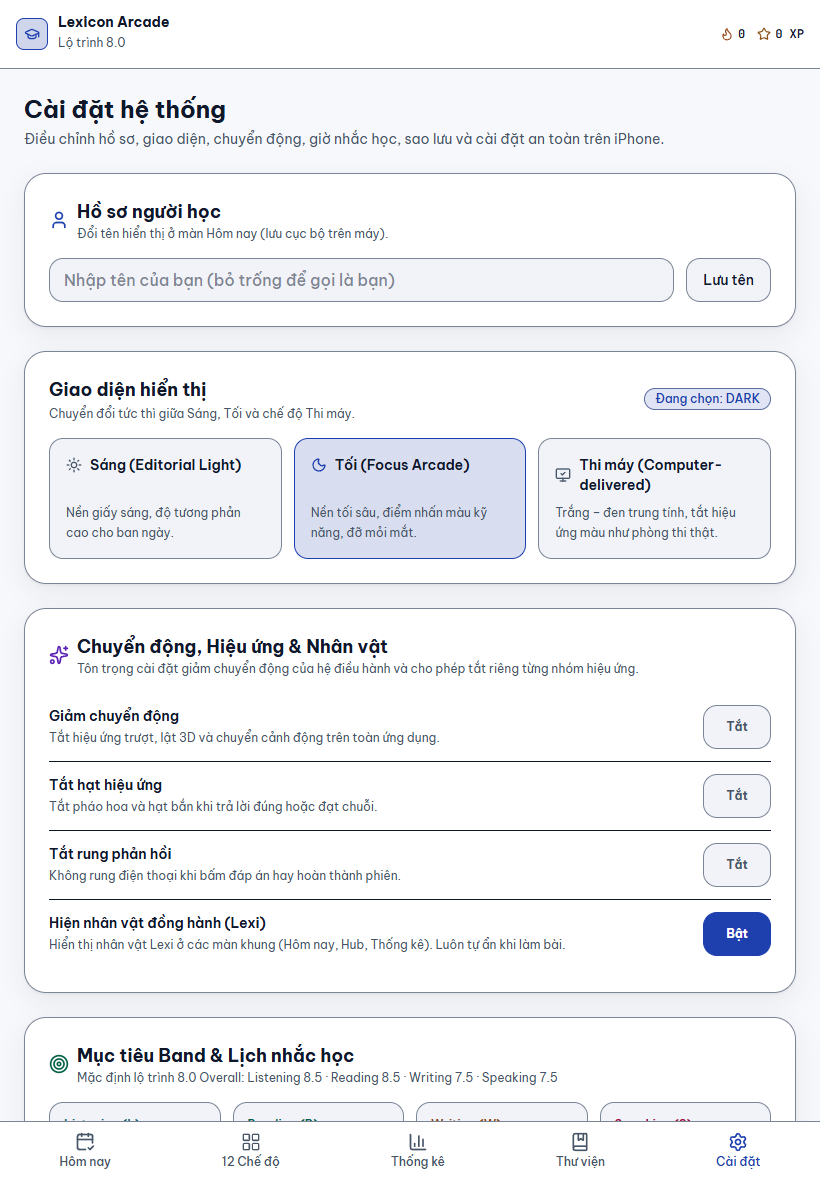 Lexicon Arcade
Lộ trình 8.0
0 0 XP
Cài đặt hệ thống
Điều chỉnh hồ sơ, giao diện, chuyển động, giờ nhắc học, sao lưu và cài đặt an toàn trên iPhone.
Hồ sơ người học
Đổi tên hiển thị ở màn Hôm nay (lưu cục bộ trên máy).
Nhập tên của bạn (bỏ trống để gọi là bạn)
Lưu tên
Giao diện hiển thị
Chuyển đổi tức thì giữa Sáng, Tối và chế độ Thi máy.
Đang chọn: DARK
Sáng (Editorial Light)
Nền giấy sáng, độ tương phản
cao cho ban ngày.
Tối (Focus Arcade)
Nền tối sâu, điểm nhấn màu kỹ
năng, đỡ mỏi mắt.
Thi máy (Computer-
delivered)
Trắng – đen trung tính, tắt hiệu
ứng màu như phòng thi thật.
Chuyển động, Hiệu ứng & Nhân vật
Tôn trọng cài đặt giảm chuyển động của hệ điều hành và cho phép tắt riêng từng nhóm hiệu ứng.
Giảm chuyển động
Tắt hiệu ứng trượt, lật 3D và chuyển cảnh động trên toàn ứng dụng.
Tắt
Tắt hạt hiệu ứng
Tắt pháo hoa và hạt bắn khi trả lời đúng hoặc đạt chuỗi.
Tắt
Tắt rung phản hồi
Không rung điện thoại khi bấm đáp án hay hoàn thành phiên.
Tắt
Hiện nhân vật đồng hành (Lexi)
Hiển thị nhân vật Lexi ở các màn khung (Hôm nay, Hub, Thống kê). Luôn tự ẩn khi làm bài.
Bật
Mục tiêu Band & Lịch nhắc học
Mặc định lộ trình 8.0 Overall: Listening 8.5 · Reading 8.5 · Writing 7.5 · Speaking 7.5
Hôm nay
12 Chế độ
Thống kê
Thư viện
Cài đặt